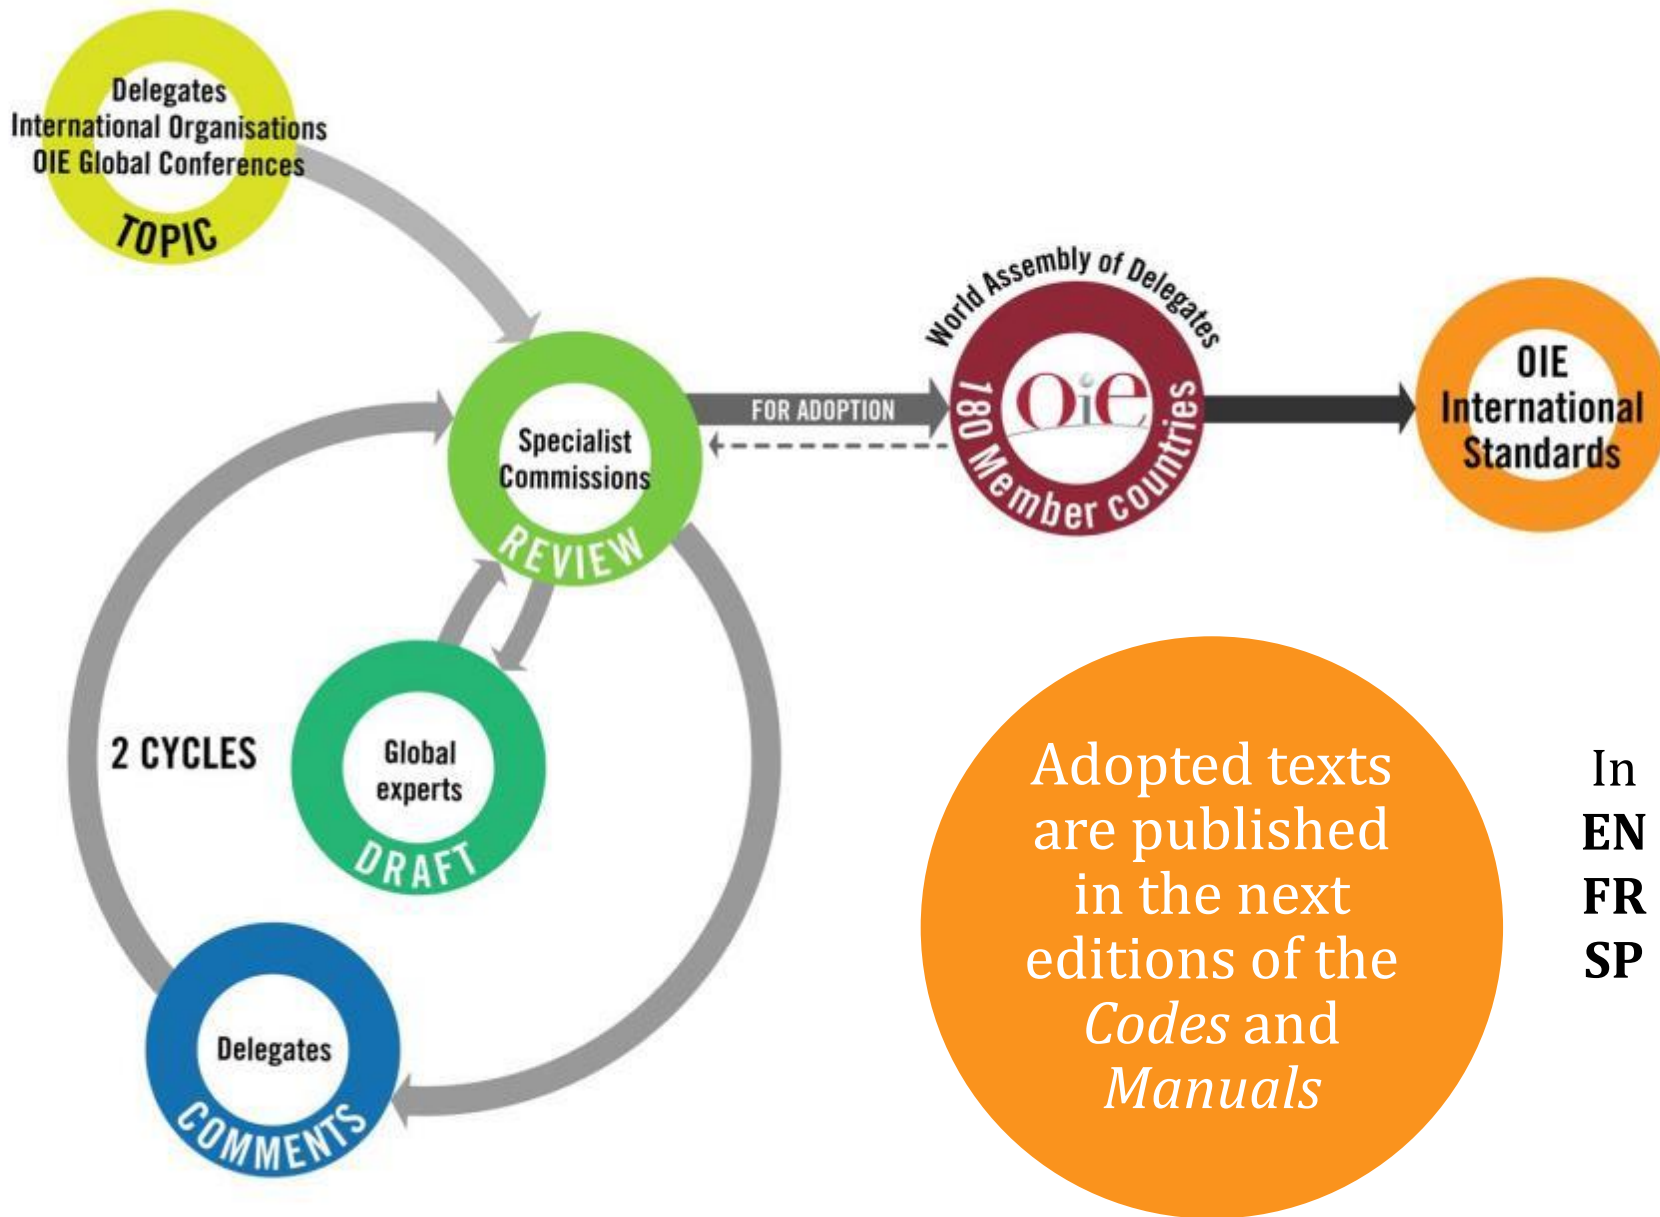 Delegates
International Organisations
OIE Global Conferences
TOPIC
World Assembly of Delegates
OiE
180 Member countries
FOR ADOPTION
OIE
International
Standards
Specialist
Commissions
REVIEW
2 CYCLES
Global
experts
DRAFT
Delegates
COMMENTS
Adopted texts
are published
in the next
editions of the
Codes and
Manuals
In
EN
FR
SP